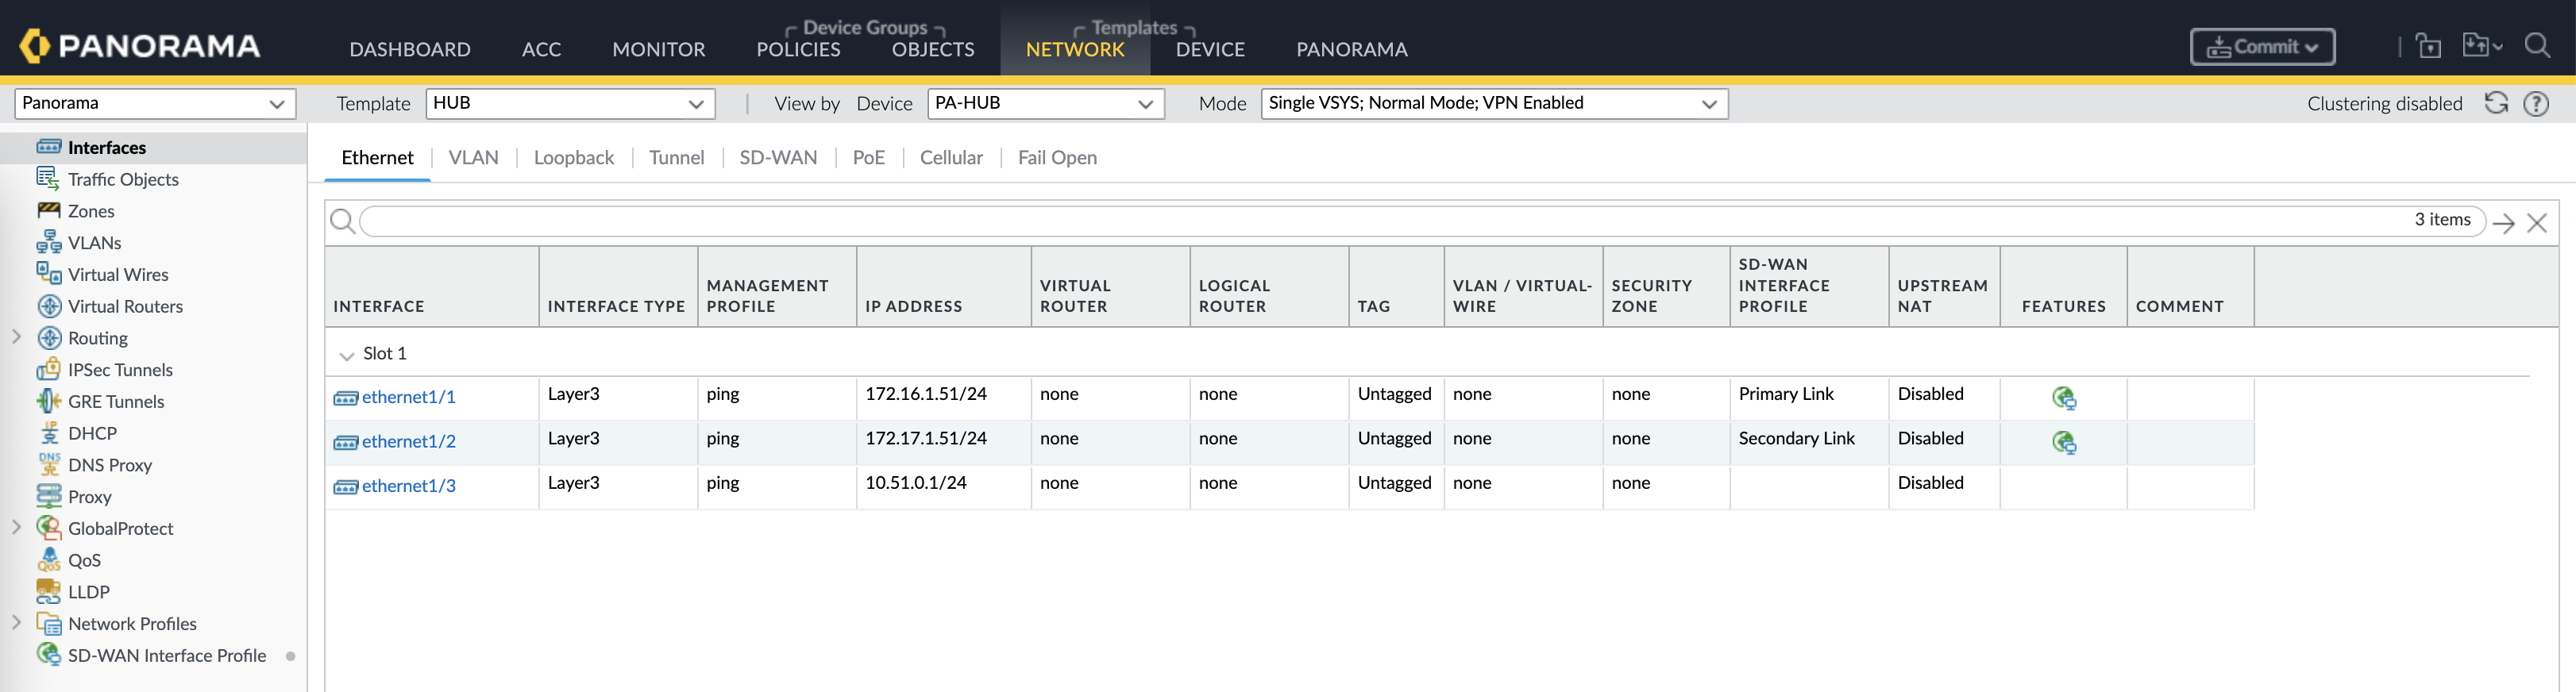 PANORAMA
Device Groups
Templates
DASHBOARD ACC MONITOR POLICIES OBJECTS NETWORK DEVICE PANORAMA
Commit
Panorama
Template HUB View by Device PA-HUB Mode Single VSYS; Normal Mode; VPN Enabled Clustering disabled
Interfaces
Traffic Objects
Zones
VLANs
Virtual Wires
Virtual Routers
Routing
IPSec Tunnels
GRE Tunnels
DHCP
DNS Proxy
Proxy
GlobalProtect
QoS
LLDP
Network Profiles
SD-WAN Interface Profile
Ethernet VLAN Loopback Tunnel SD-WAN PoE Cellular Fail Open
3 items
INTERFACE INTERFACE TYPE MANAGEMENT PROFILE IP ADDRESS VIRTUAL ROUTER LOGICAL ROUTER TAG VLAN / VIRTUAL-WIRE SECURITY ZONE SD-WAN INTERFACE PROFILE UPSTREAM NAT FEATURES COMMENT
Slot 1
ethernet1/1 Layer3 ping 172.16.1.51/24 none none Untagged none none Primary Link Disabled
ethernet1/2 Layer3 ping 172.17.1.51/24 none none Untagged none none Secondary Link Disabled
ethernet1/3 Layer3 ping 10.51.0.1/24 none none Untagged none none Disabled